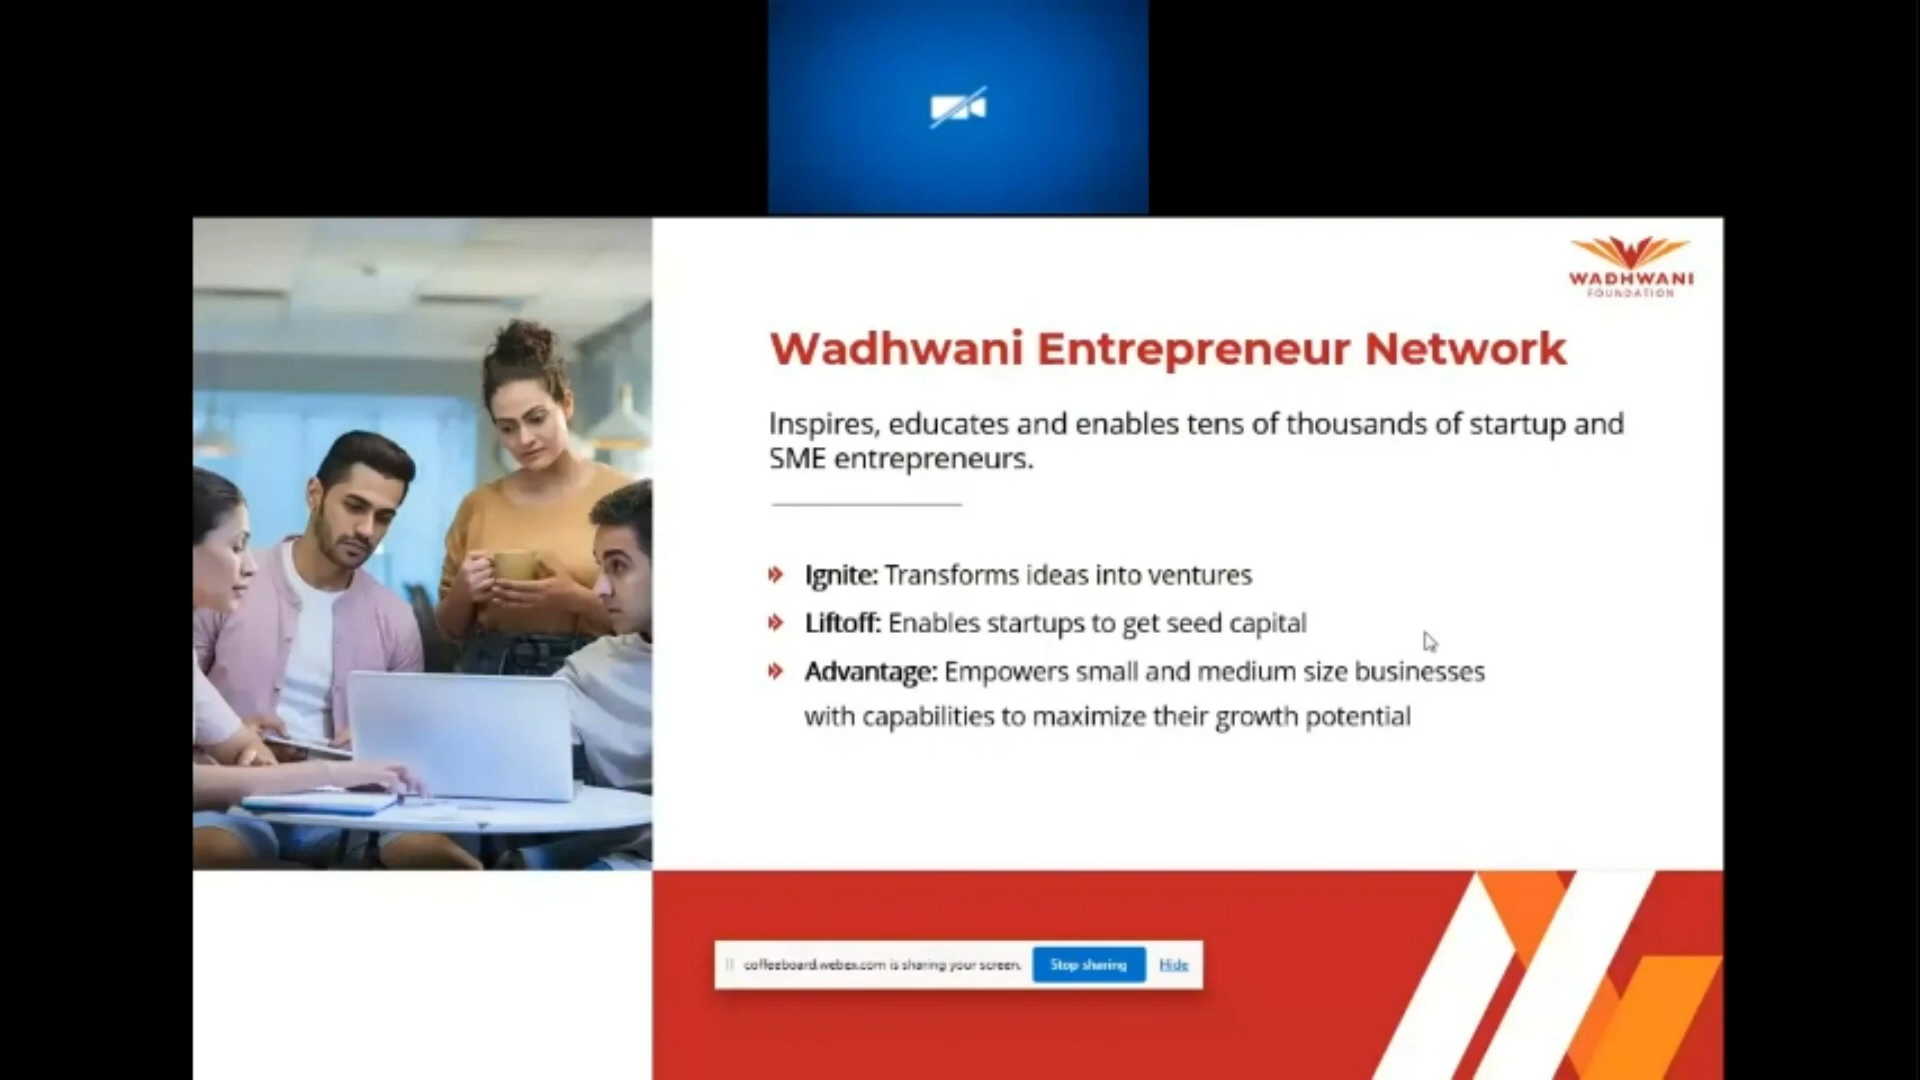 WADHWANI
FOUNDATION
Wadhwani Entrepreneur Network
Inspires, educates and enables tens of thousands of startup and
SME entrepreneurs.
Ignite: Transforms ideas into ventures
Liftoff: Enables startups to get seed capital
Advantage: Empowers small and medium size businesses
with capabilities to maximize their growth potential
coffeeboard.webex.com is sharing your screen. Stop sharing Hide